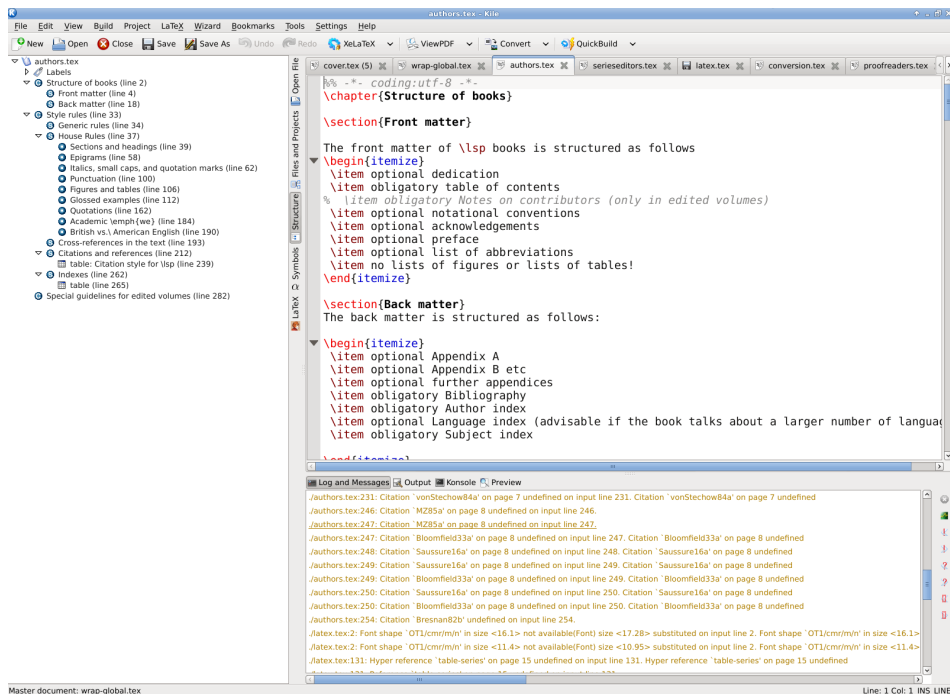 authors.tex - Kile
File Edit View Build Project LaTeX Wizard Bookmarks Tools Settings Help
New Open Close Save Save As Undo Redo XeLaTeX ViewPDF Convert QuickBuild
authors.tex
Labels
Structure of books (line 2)
Front matter (line 4)
Back matter (line 18)
Style rules (line 33)
Generic rules (line 34)
House Rules (line 37)
Sections and headings (line 39)
Epigrams (line 58)
Italics, small caps, and quotation marks (line 62)
Punctuation (line 100)
Figures and tables (line 106)
Glossed examples (line 112)
Quotations (line 162)
Academic \emph{we} (line 184)
British vs.\ American English (line 190)
Cross-references in the text (line 193)
Citations and references (line 212)
table: Citation style for \lsp (line 239)
Indexes (line 262)
table (line 265)
Special guidelines for edited volumes (line 282)
Open File
Files and Projects
Structure
Symbols
LaTeX
cover.tex (5) wrap-global.tex authors.tex serieseditors.tex latex.tex conversion.tex proofreaders.tex
%% -*- coding:utf-8 -*-
\chapter{Structure of books}
\section{Front matter}
The front matter of \lsp books is structured as follows
\begin{itemize}
\item optional dedication
\item obligatory table of contents
% \item obligatory Notes on contributors (only in edited volumes)
\item optional notational conventions
\item optional acknowledgements
\item optional preface
\item optional list of abbreviations
\item no lists of figures or lists of tables!
\end{itemize}
\section{Back matter}
The back matter is structured as follows:
\begin{itemize}
\item optional Appendix A
\item optional Appendix B etc
\item optional further appendices
\item obligatory Bibliography
\item obligatory Author index
\item optional Language index (advisable if the book talks about a larger number of languag
\item obligatory Subject index
\end{itemize}
Log and Messages Output Konsole Preview
./authors.tex:231: Citation `vonStechow84a' on page 7 undefined on input line 231. Citation `vonStechow84a' on page 7 undefined
./authors.tex:246: Citation `MZ85a' on page 8 undefined on input line 246.
./authors.tex:247: Citation `MZ85a' on page 8 undefined on input line 247.
./authors.tex:247: Citation `Bloomfield33a' on page 8 undefined on input line 247. Citation `Bloomfield33a' on page 8 undefined
./authors.tex:248: Citation `Saussure16a' on page 8 undefined on input line 248. Citation `Saussure16a' on page 8 undefined
./authors.tex:249: Citation `Saussure16a' on page 8 undefined on input line 249. Citation `Saussure16a' on page 8 undefined
./authors.tex:249: Citation `Bloomfield33a' on page 8 undefined on input line 249. Citation `Bloomfield33a' on page 8 undefined
./authors.tex:250: Citation `Saussure16a' on page 8 undefined on input line 250. Citation `Saussure16a' on page 8 undefined
./authors.tex:250: Citation `Bloomfield33a' on page 8 undefined on input line 250. Citation `Bloomfield33a' on page 8 undefined
./authors.tex:254: Citation `Bresnan82b' undefined on input line 254.
./latex.tex:2: Font shape `OT1/cmr/m/n' in size <16.1> not available(Font) size <17.28> substituted on input line 2. Font shape `OT1/cmr/m/n' in size <16.1>
./latex.tex:2: Font shape `OT1/cmr/m/n' in size <11.4> not available(Font) size <10.95> substituted on input line 2. Font shape `OT1/cmr/m/n' in size <11.4>
./latex.tex:131: Hyper reference `table-series' on page 15 undefined on input line 131. Hyper reference `table-series' on page 15 undefined
Master document: wrap-global.tex
Line: 1 Col: 1 INS LINE